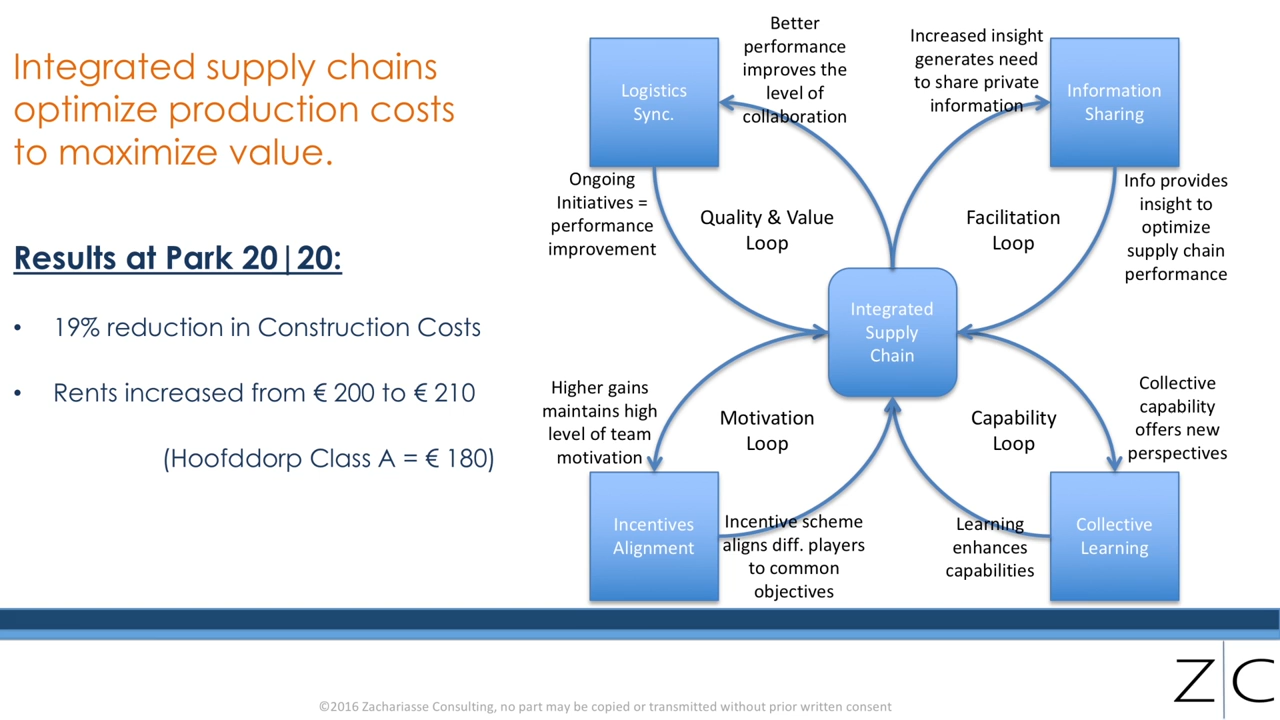 Integrated supply chains
optimize production costs
to maximize value.
Results at Park 20|20:
• 19% reduction in Construction Costs
• Rents increased from € 200 to € 210
(Hoofddorp Class A = € 180)
Better
performance
improves the
level of
collaboration
Increased insight
generates need
to share private
information
Logistics
Sync.
Information
Sharing
Ongoing
Initiatives =
performance
improvement
Quality & Value
Loop
Facilitation
Loop
Info provides
insight to
optimize
supply chain
performance
Integrated
Supply
Chain
Higher gains
maintains high
level of team
motivation
Motivation
Loop
Capability
Loop
Collective
capability
offers new
perspectives
Incentives
Alignment
Incentive scheme
aligns diff. players
to common
objectives
Learning
enhances
capabilities
Collective
Learning
©2016 Zachariasse Consulting, no part may be copied or transmitted without prior written consent
Z|C